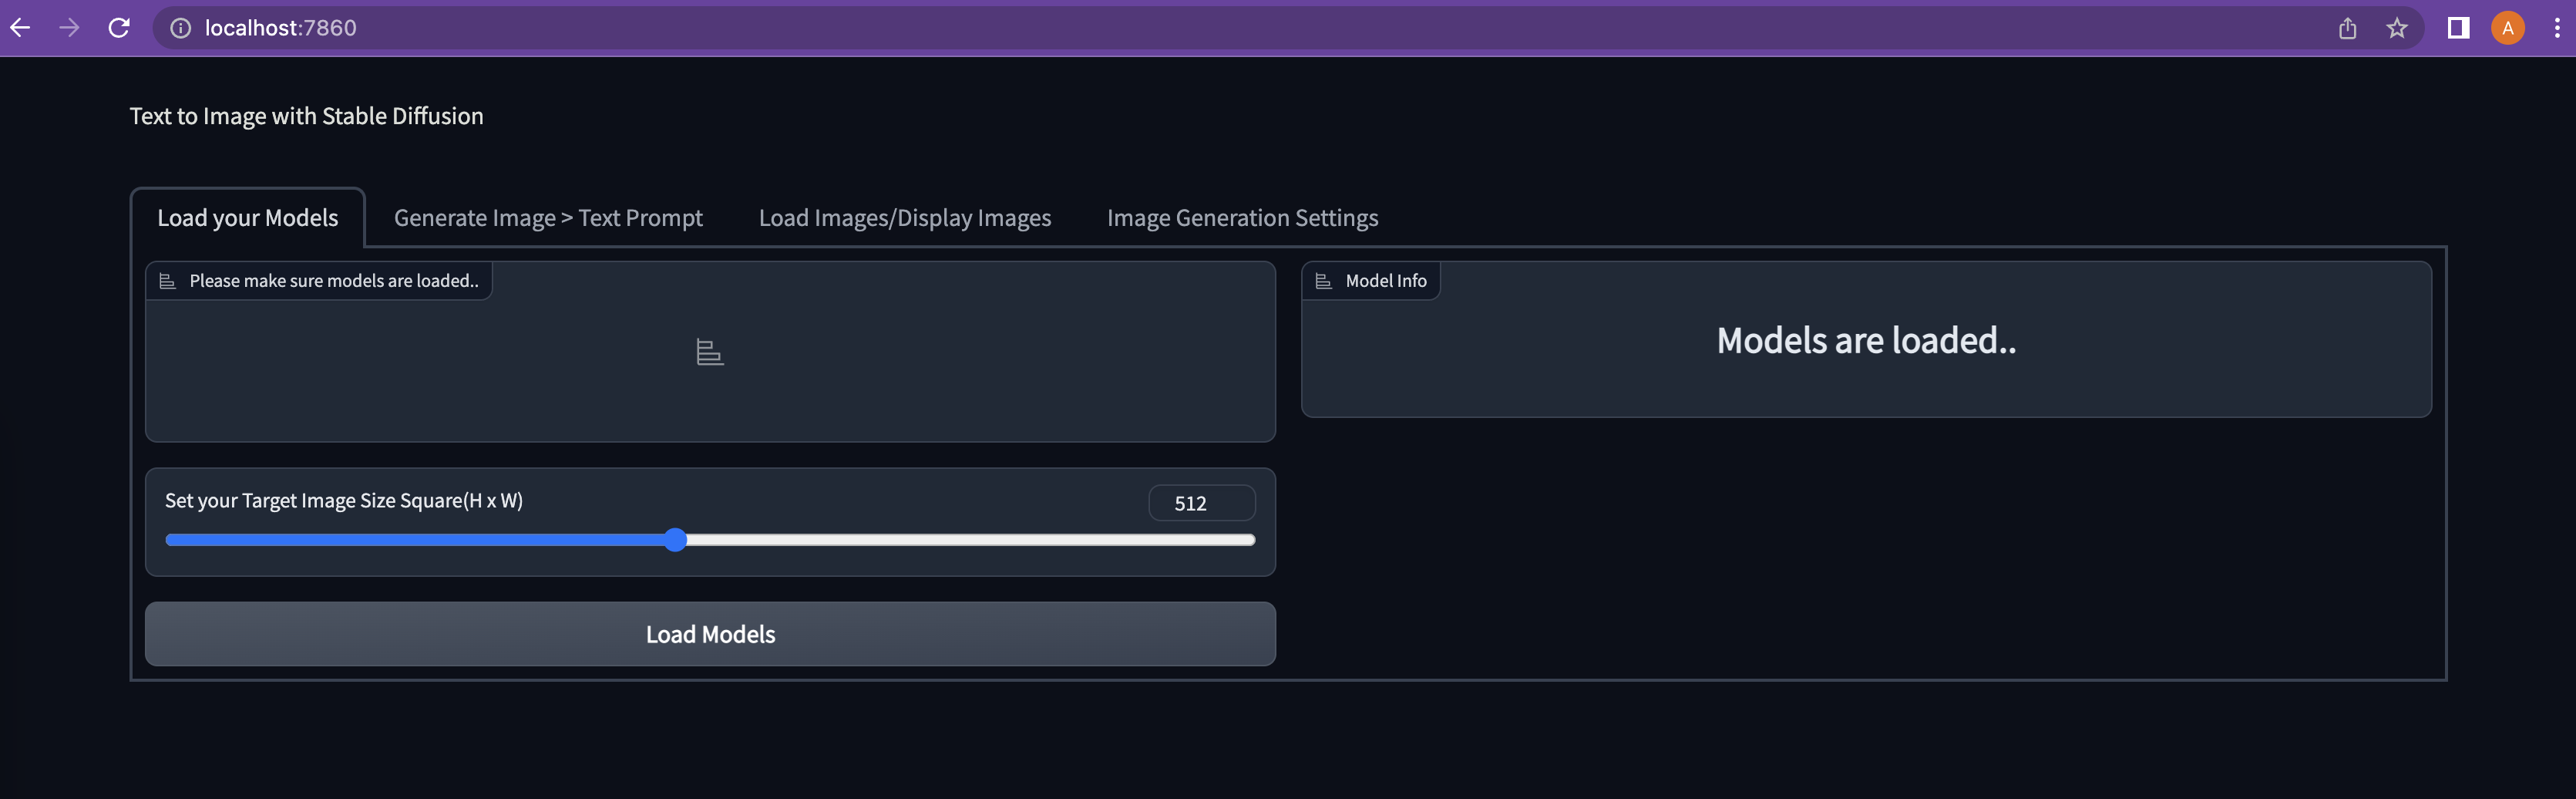 localhost:7860
A
Text to Image with Stable Diffusion
Load your Models
Generate Image > Text Prompt
Load Images/Display Images
Image Generation Settings
Please make sure models are loaded..
Model Info
Models are loaded..
Set your Target Image Size Square(H x W)
512
Load Models